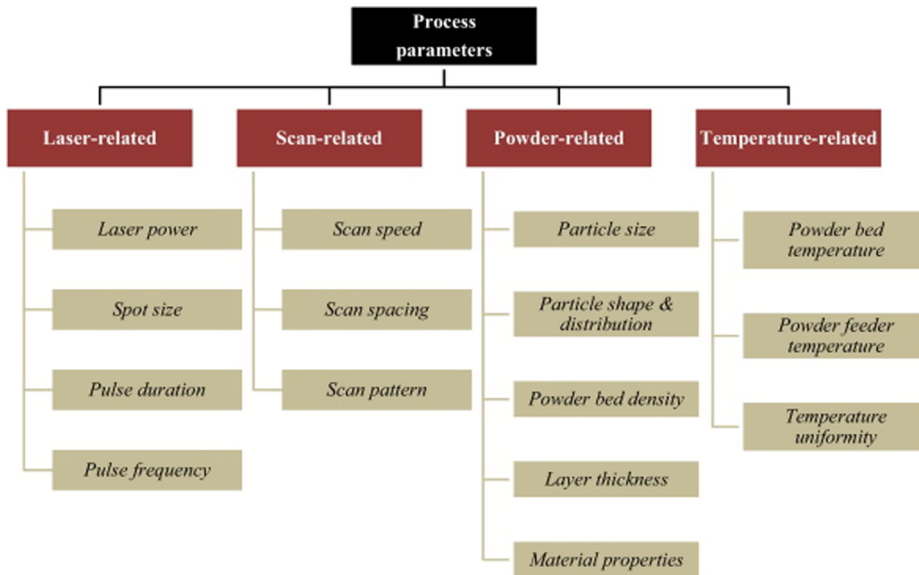 Process
parameters
Laser-related
Scan-related
Powder-related
Temperature-related
Laser power
Spot size
Pulse duration
Pulse frequency
Scan speed
Scan spacing
Scan pattern
Particle size
Particle shape &
distribution
Powder bed density
Layer thickness
Material properties
Powder bed
temperature
Powder feeder
temperature
Temperature
uniformity